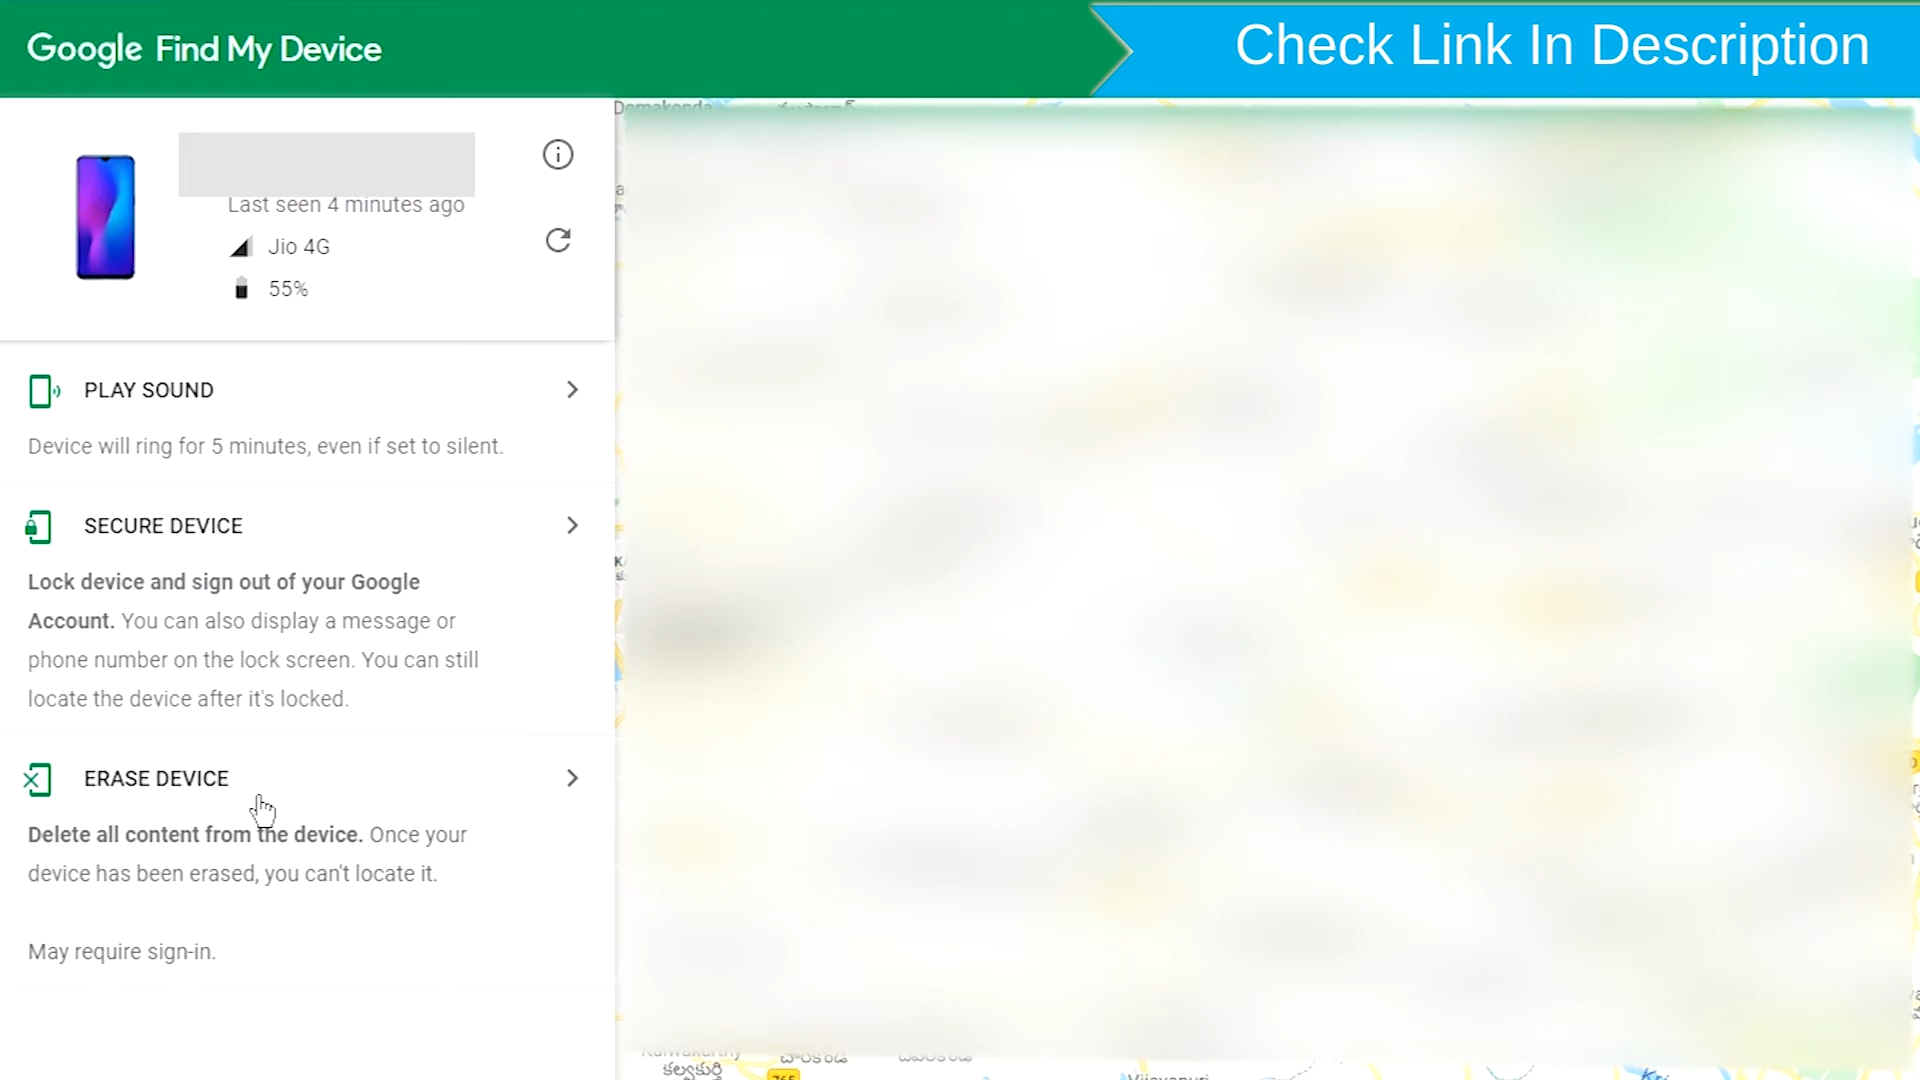 Google Find My Device
Check Link In Description
Last seen 4 minutes ago
Jio 4G
55%
PLAY SOUND
Device will ring for 5 minutes, even if set to silent.
SECURE DEVICE
Lock device and sign out of your Google
Account. You can also display a message or
phone number on the lock screen. You can still
locate the device after it's locked.
ERASE DEVICE
Delete all content from the device. Once your
device has been erased, you can't locate it.
May require sign-in.
Domakonda
కల్వకుర్తి